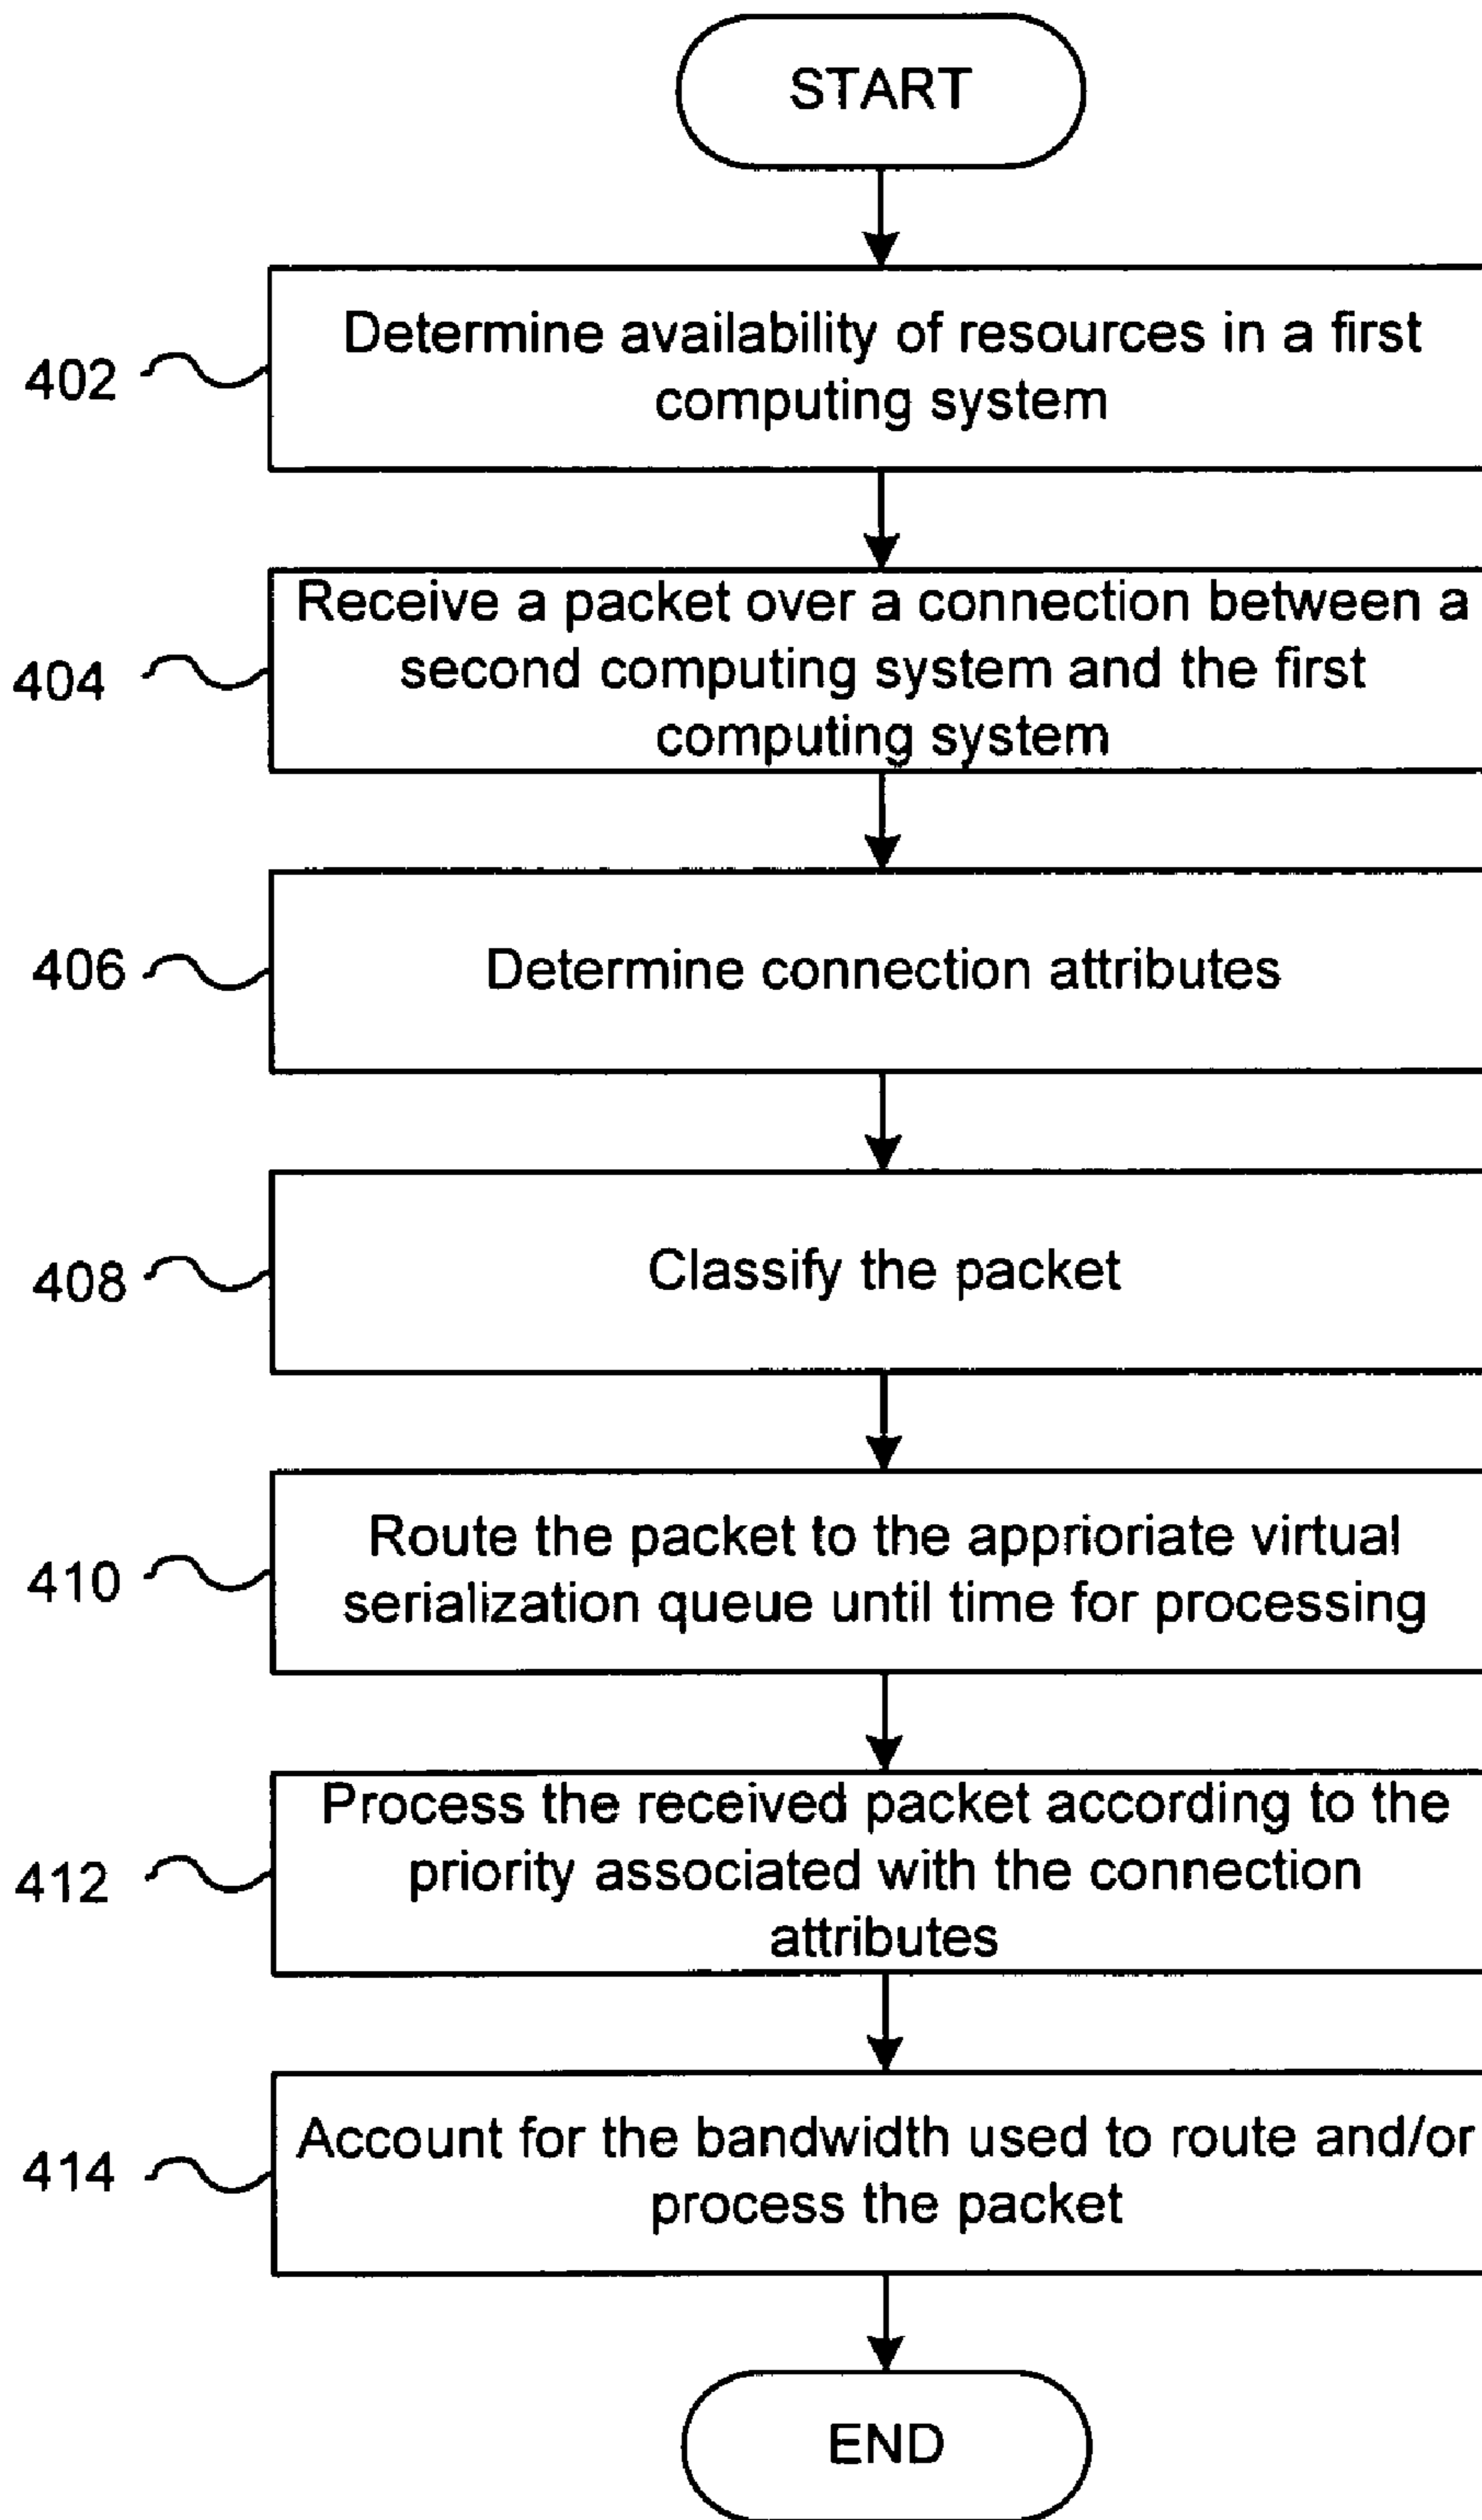 START
402
Determine availability of resources in a first
computing system
404
Receive a packet over a connection between a
second computing system and the first
computing system
406
Determine connection attributes
408
Classify the packet
410
Route the packet to the apprioriate virtual
serialization queue until time for processing
412
Process the received packet according to the
priority associated with the connection
attributes
414
Account for the bandwidth used to route and/or
process the packet
END